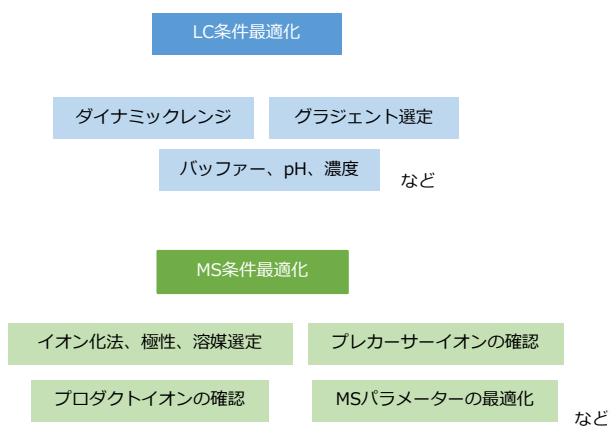 LC条件最適化
ダイナミックレンジ
グラジェント選定
バッファー、pH、濃度
など
MS条件最適化
イオン化法、極性、溶媒選定
プレカーサーイオンの確認
プロダクトイオンの確認
MSパラメーターの最適化
など